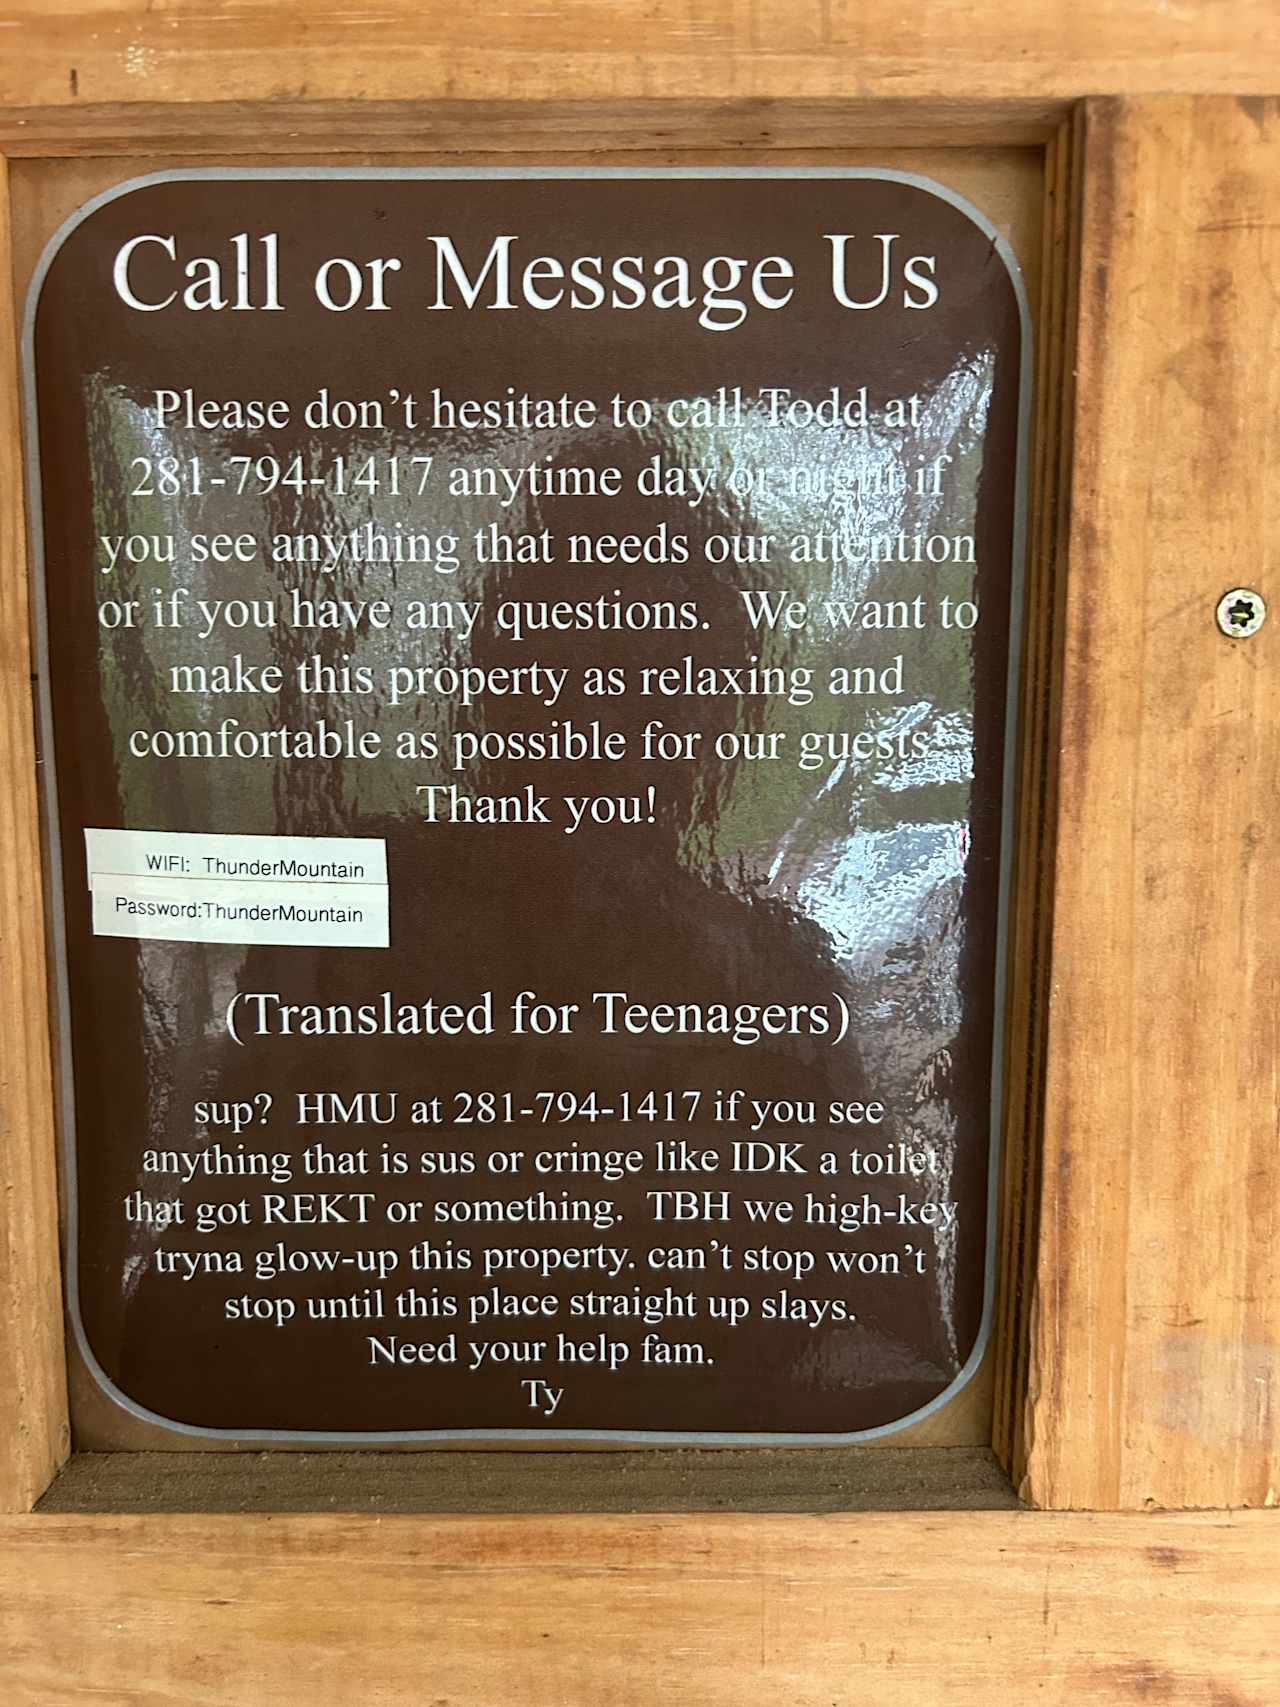 Call or Message Us
Please don't hesitate to call Todd at
281-794-1417 anytime day or night if
you see anything that needs our attention
or if you have any questions.  We want to
make this property as relaxing and
comfortable as possible for our guests.
Thank you!
WIFI:  ThunderMountain
Password:ThunderMountain
(Translated for Teenagers)
sup?  HMU at 281-794-1417 if you see
anything that is sus or cringe like IDK a toilet
that got REKT or something.  TBH we high-key
tryna glow-up this property. can't stop won't
stop until this place straight up slays.
Need your help fam.
Ty